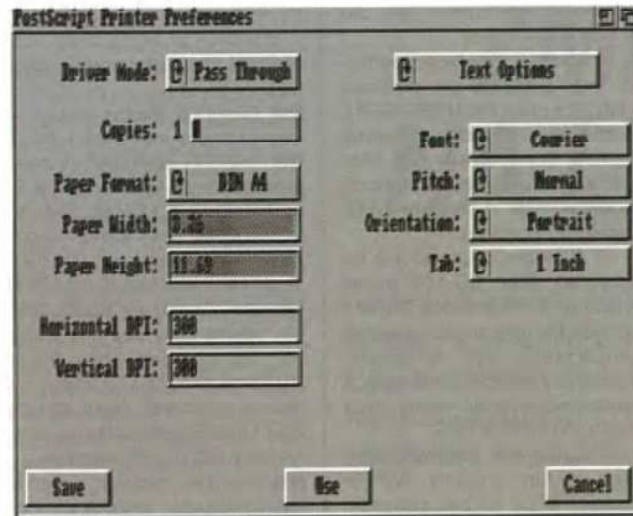 PostScript Printer Preferences
Driver Mode: Pass Through
Copies: 1
Paper Format: DIN A4
Paper Width: 8.26
Paper Height: 11.69
Horizontal DPI: 300
Vertical DPI: 300
Text Options
Font: Courier
Pitch: Normal
Orientation: Portrait
Tab: 1 Inch
Save
Use
Cancel